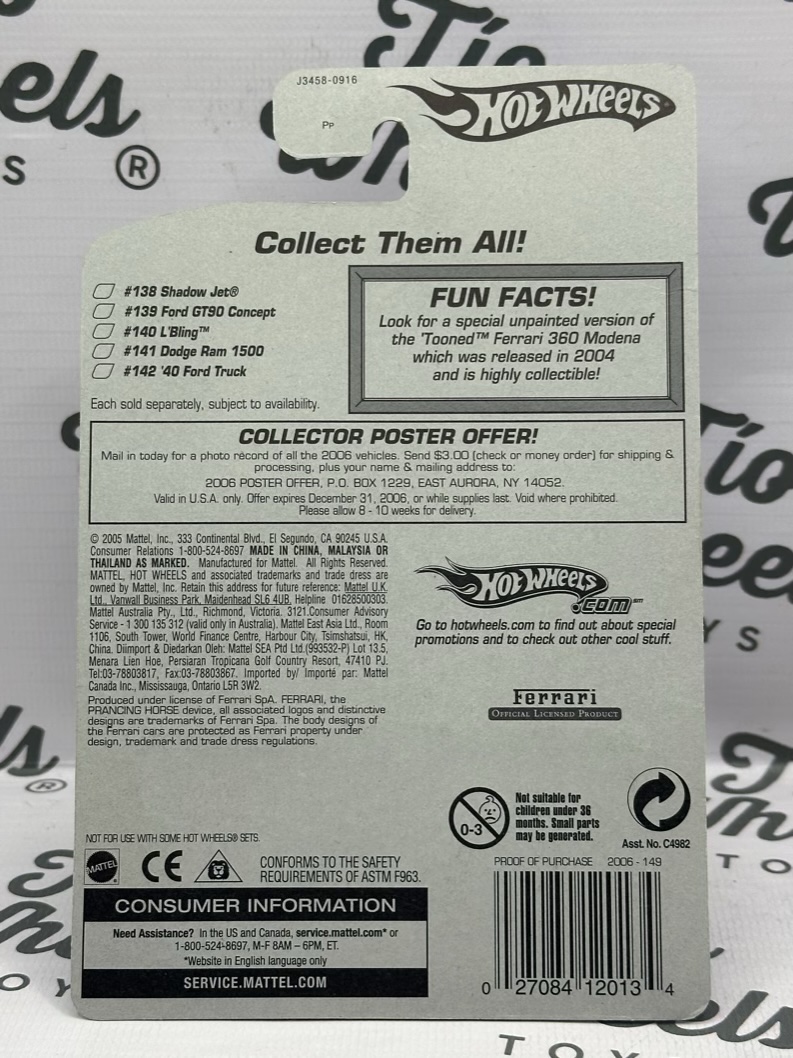 J3458-0916
PP
HOT WHEELS
Collect Them All!
#138 Shadow Jet®
#139 Ford GT90 Concept
#140 L'Bling™
#141 Dodge Ram 1500
#142 '40 Ford Truck
Each sold separately, subject to availability.
FUN FACTS!
Look for a special unpainted version of
the 'Tooned™ Ferrari 360 Modena
which was released in 2004
and is highly collectible!
COLLECTOR POSTER OFFER!
Mail in today for a photo record of all the 2006 vehicles. Send $3.00 (check or money order) for shipping &
processing, plus your name & mailing address to:
2006 POSTER OFFER, P.O. BOX 1229, EAST AURORA, NY 14052.
Valid in U.S.A. only. Offer expires December 31, 2006, or while supplies last. Void where prohibited.
Please allow 8 - 10 weeks for delivery.
© 2005 Mattel, Inc., 333 Continental Blvd., El Segundo, CA 90245 U.S.A.
Consumer Relations 1-800-524-8697 MADE IN CHINA, MALAYSIA OR
THAILAND AS MARKED. Manufactured for Mattel. All Rights Reserved.
MATTEL, HOT WHEELS and associated trademarks and trade dress are
owned by Mattel, Inc. Retain this address for future reference: Mattel U.K.
Ltd., Vanwall Business Park, Maidenhead SL6 4UB. Helpline 01628500303.
Mattel Australia Pty., Ltd., Richmond, Victoria. 3121.Consumer Advisory
Service - 1 300 135 312 (valid only in Australia). Mattel East Asia Ltd., Room
1106, South Tower, World Finance Centre, Harbour City, Tsimshatsui, HK,
China. Diimport & Diedarkan Oleh: Mattel SEA Ptd Ltd.(993532-P) Lot 13.5,
Menara Lien Hoe, Persiaran Tropicana Golf Country Resort, 47410 PJ.
Tel:03-78803817, Fax:03-78803867. Imported by/ Importé par: Mattel
Canada Inc., Mississauga, Ontario L5R 3W2.
Produced under license of Ferrari SpA. FERRARI, the
PRANCING HORSE device, all associated logos and distinctive
designs are trademarks of Ferrari Spa. The body designs of
the Ferrari cars are protected as Ferrari property under
design, trademark and trade dress regulations.
HOT WHEELS
.COM
Go to hotwheels.com to find out about special
promotions and to check out other cool stuff.
Ferrari
OFFICIAL LICENSED PRODUCT
0-3
Not suitable for
children under 36
months. Small parts
may be generated.
Asst. No. C4982
NOT FOR USE WITH SOME HOT WHEELS® SETS.
MATTEL
CE
CONFORMS TO THE SAFETY
REQUIREMENTS OF ASTM F963.
PROOF OF PURCHASE 2006 - 149
CONSUMER INFORMATION
Need Assistance? In the US and Canada, service.mattel.com* or
1-800-524-8697, M-F 8AM – 6PM, ET.
*Website in English language only
SERVICE.MATTEL.COM
0 27084 12013 4